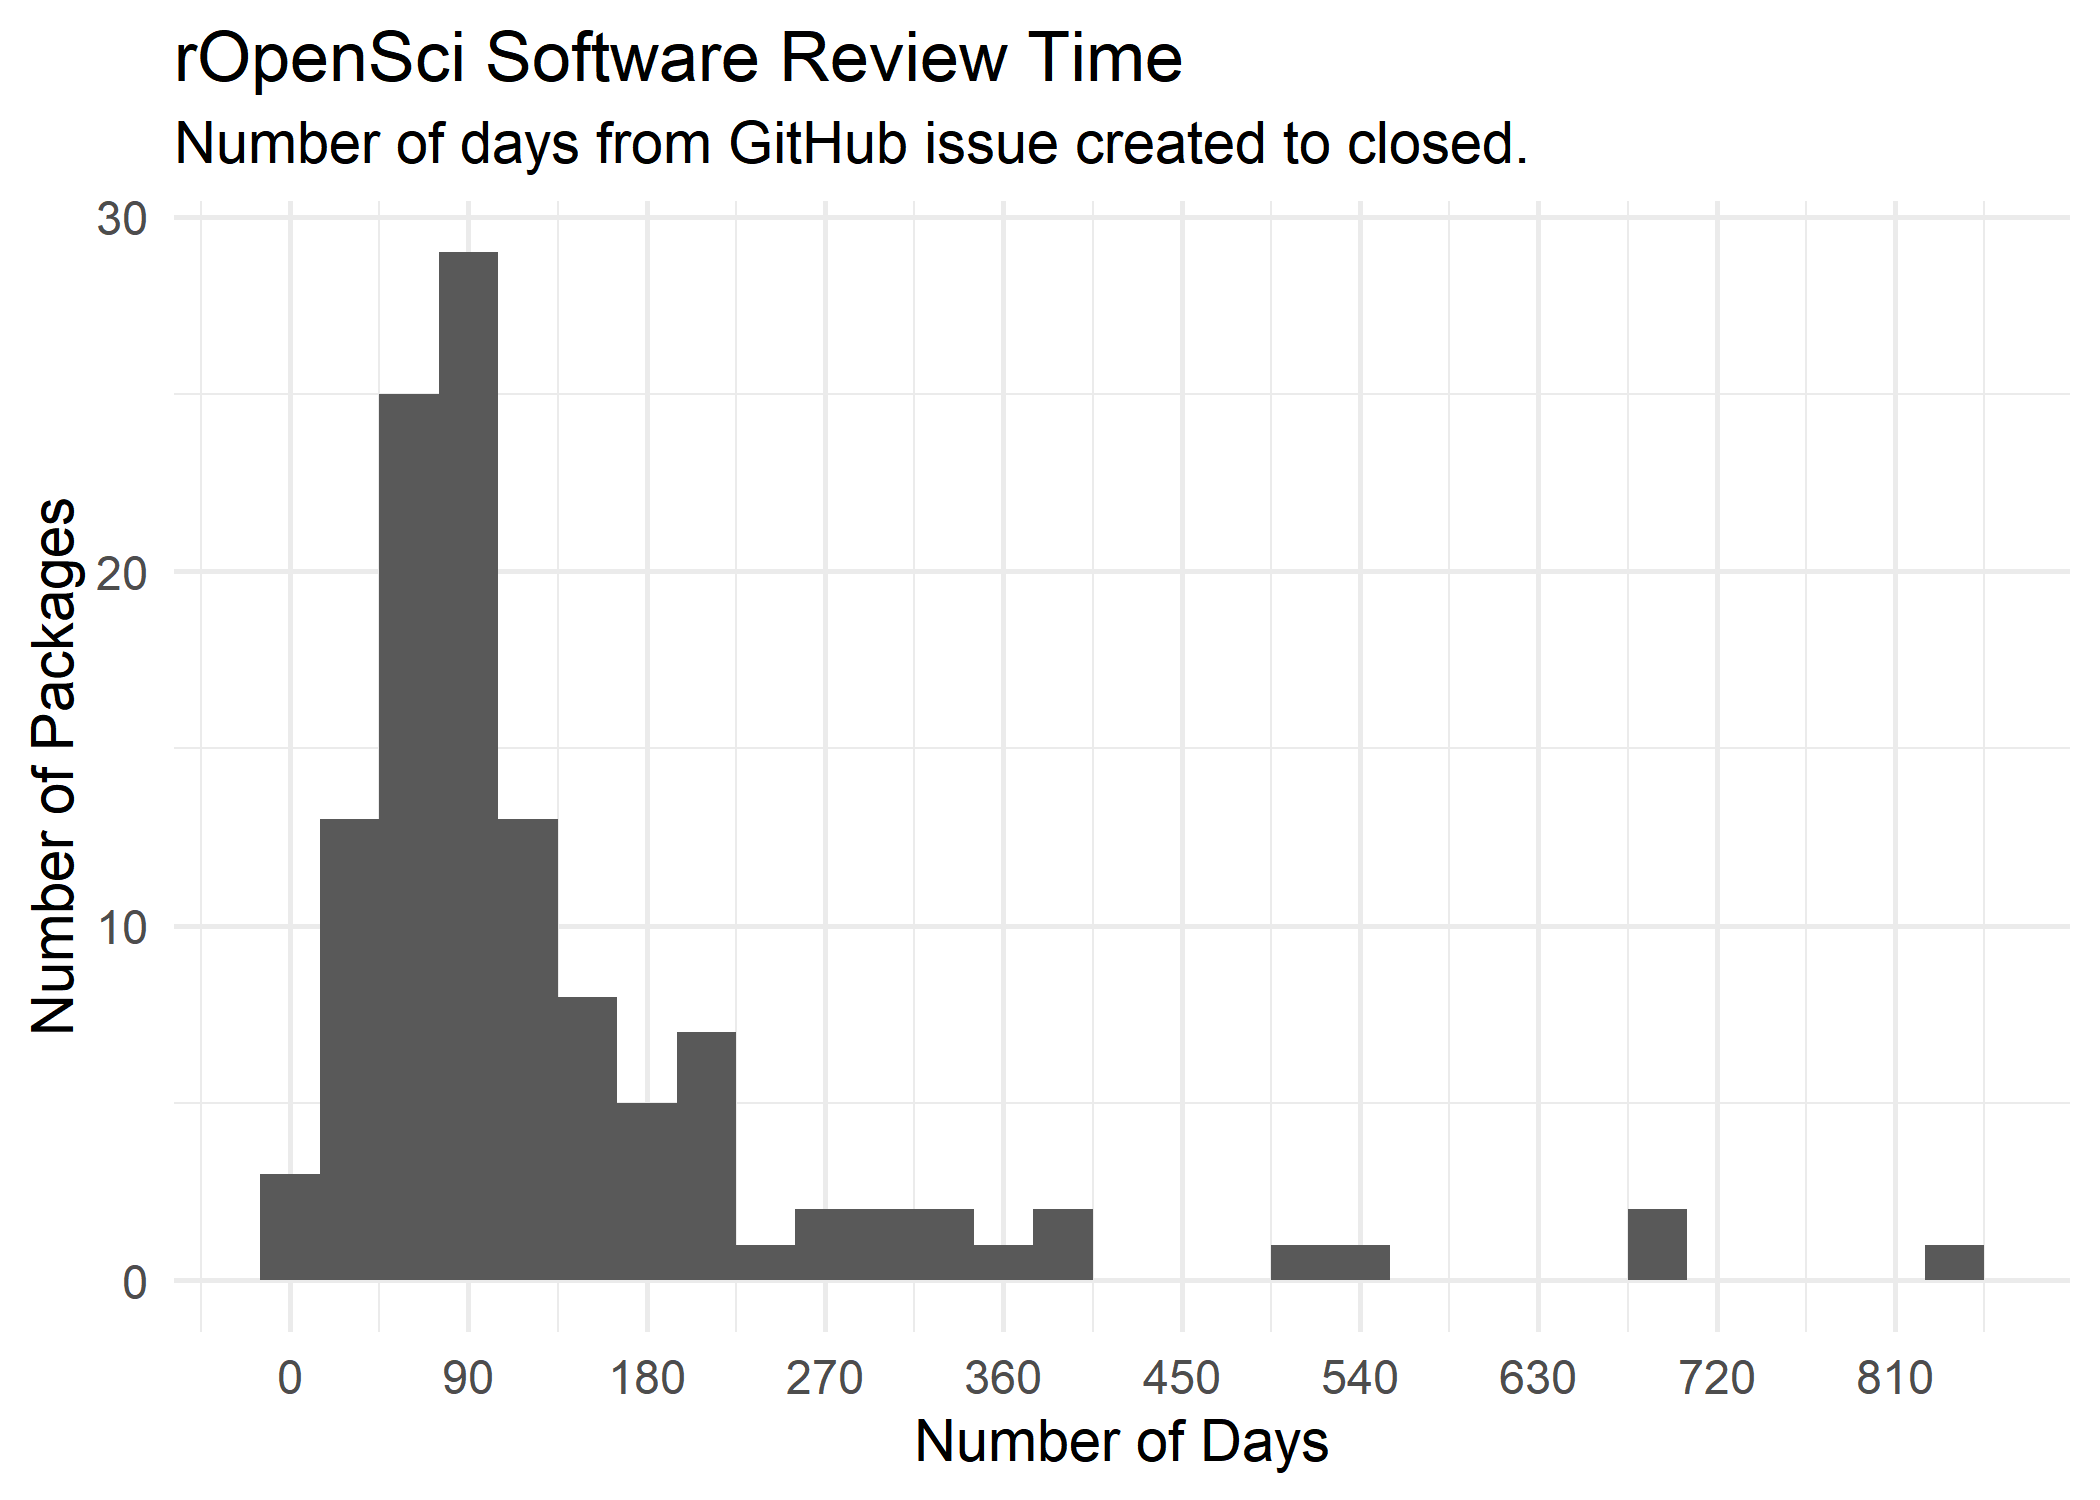 rOpenSci Software Review Time
Number of days from GitHub issue created to closed.
Number of Packages
30
20
10
0
0 90 180 270 360 450 540 630 720 810
Number of Days